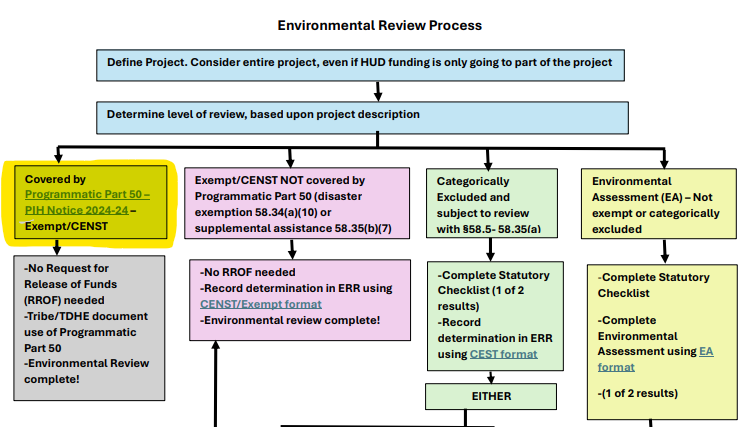 Environmental Review Process
Define Project. Consider entire project, even if HUD funding is only going to part of the project
Determine level of review, based upon project description
Covered by
Programmatic Part 50 –
PIH Notice 2024-24 –
Exempt/CENST
Exempt/CENST NOT covered by
Programmatic Part 50 (disaster
exemption 58.34(a)(10) or
supplemental assistance 58.35(b)(7)
Categorically
Excluded and
subject to review
with §58.5- 58.35(a)
Environmental
Assessment (EA) – Not
exempt or categorically
excluded
-No Request for
Release of Funds
(RROF) needed
-Tribe/TDHE document
use of Programmatic
Part 50
-Environmental Review
complete!
-No RROF needed
-Record determination in ERR using
CENST/Exempt format
-Environmental review complete!
-Complete Statutory
Checklist (1 of 2
results)
-Record
determination in ERR
using CEST format
EITHER
-Complete Statutory
Checklist
-Complete
Environmental
Assessment using EA
format
-(1 of 2 results)